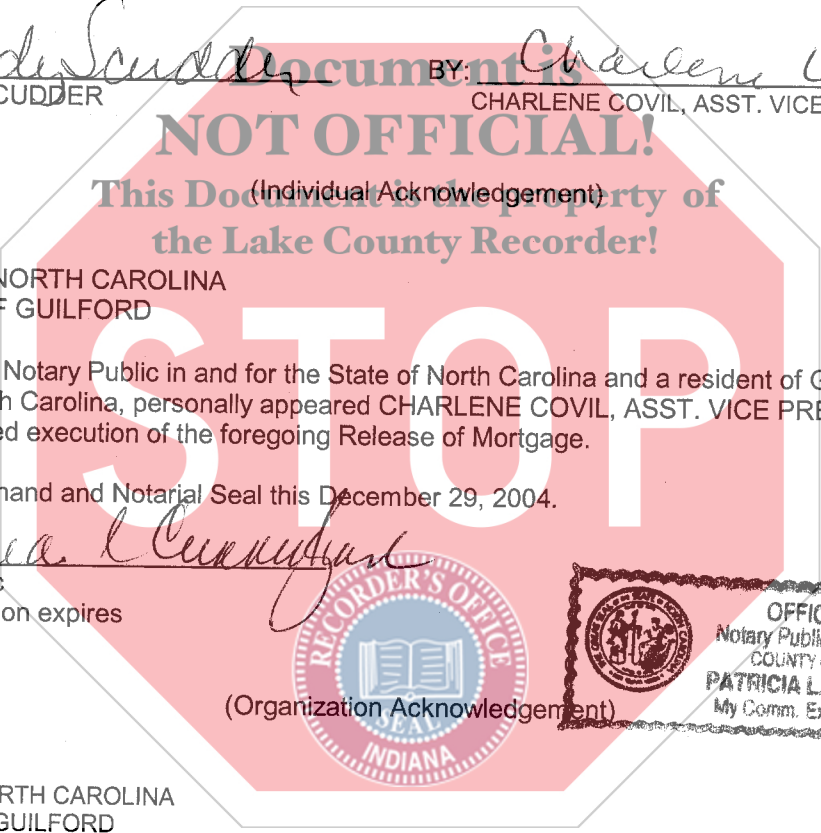 Scudder BY: Charlene
CUDDER CHARLENE COVIL, ASST. VICE
Document is
NOT OFFICIAL!
This Document is the property of
the Lake County Recorder!
(Individual Acknowledgement)
NORTH CAROLINA
F GUILFORD
STOP
Notary Public in and for the State of North Carolina and a resident of G
h Carolina, personally appeared CHARLENE COVIL, ASST. VICE PRE
ed execution of the foregoing Release of Mortgage.
hand and Notarial Seal this December 29, 2004.
c
on expires
RECORDER'S OFFICE
SEAL
INDIANA
OFFIC
Notary Publi
COUNTY
PATRICIA L.
My Comm. Ex
(Organization Acknowledgement)
RTH CAROLINA
GUILFORD